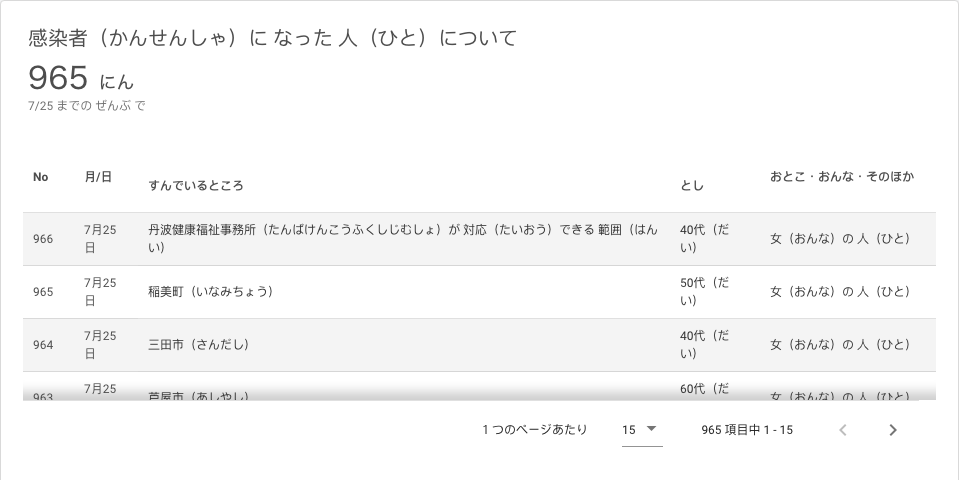 感染者（かんせんしゃ）に なった 人（ひと）について
965 にん
7/25 までの ぜんぶ で
No 月/日 すんでいるところ とし おとこ・おんな・そのほか
966 7月25日 丹波健康福祉事務所（たんばけんこうふくしじむしょ）が 対応（たいおう）できる 範囲（はんい） 40代（だい） 女（おんな）の 人（ひと）
965 7月25日 稲美町（いなみちょう） 50代（だい） 女（おんな）の 人（ひと）
964 7月25日 三田市（さんだし） 40代（だい） 女（おんな）の 人（ひと）
963 7月25 芦屋市（あしやし） 60代（だ 女（おんな）の 人（ひと）
1 つのページあたり 15 965 項目中 1 - 15